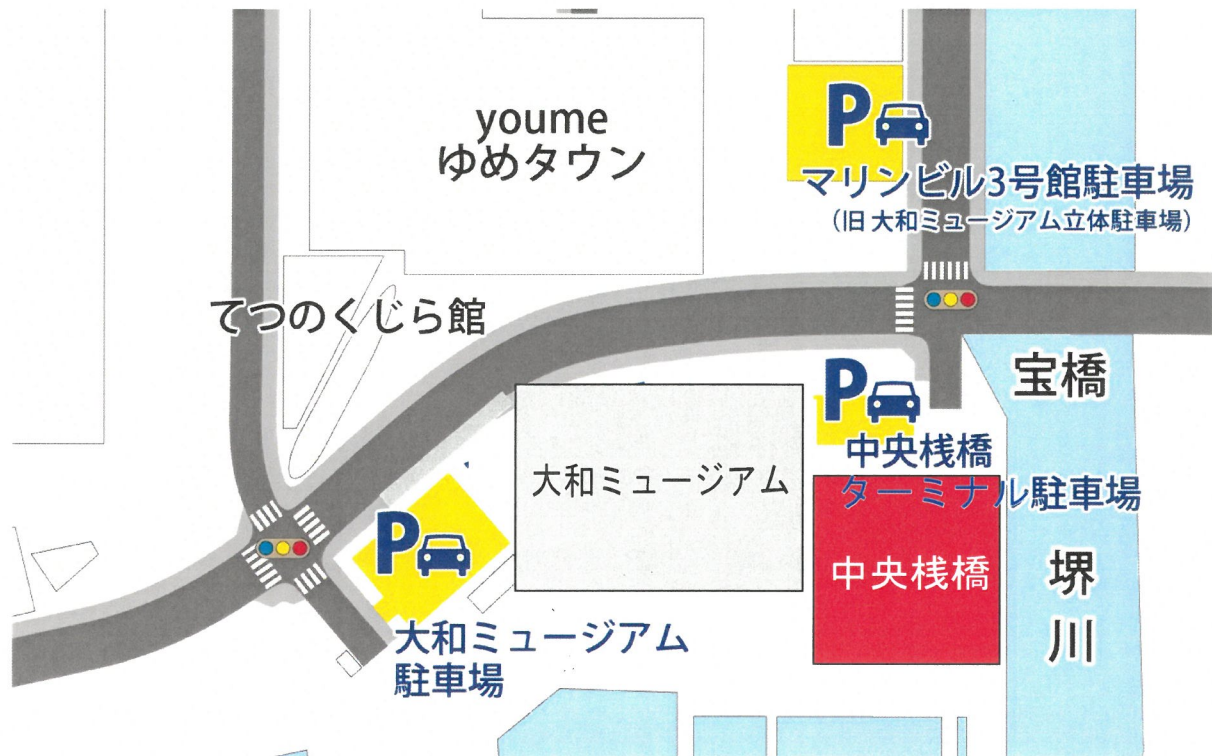 youme
ゆめタウン
P
マリンビル3号館駐車場
（旧 大和ミュージアム立体駐車場）
てつのくじら館
宝橋
P
中央桟橋
ターミナル駐車場
大和ミュージアム
中央桟橋
堺
川
P
大和ミュージアム
駐車場